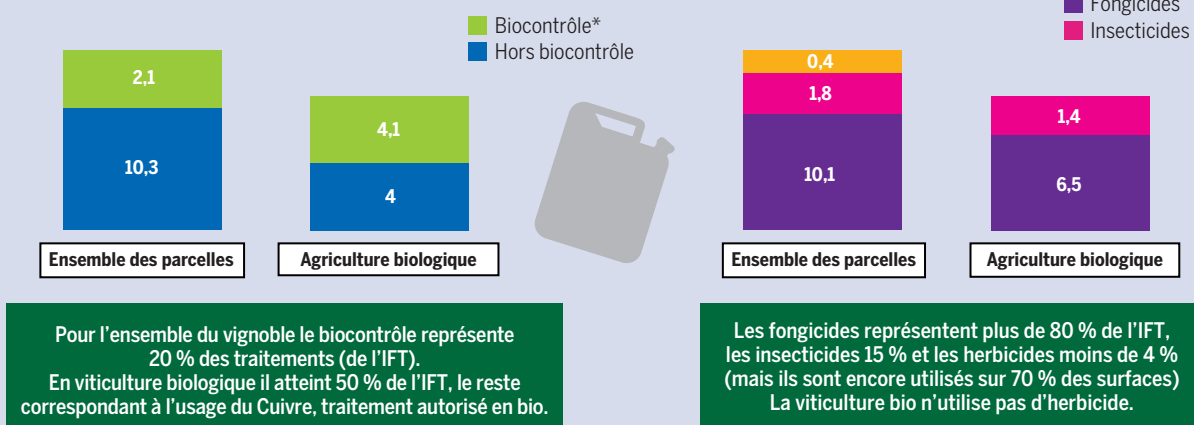 Biocontrôle*
Hors biocontrôle
2,1
10,3
4,1
4
Ensemble des parcelles
Agriculture biologique
Pour l'ensemble du vignoble le biocontrôle représente
20 % des traitements (de l'IFT).
En viticulture biologique il atteint 50 % de l'IFT, le reste
correspondant à l'usage du Cuivre, traitement autorisé en bio.
Fongicides
Insecticides
0,4
1,8
10,1
1,4
6,5
Ensemble des parcelles
Agriculture biologique
Les fongicides représentent plus de 80 % de l'IFT,
les insecticides 15 % et les herbicides moins de 4 %
(mais ils sont encore utilisés sur 70 % des surfaces)
La viticulture bio n'utilise pas d'herbicide.